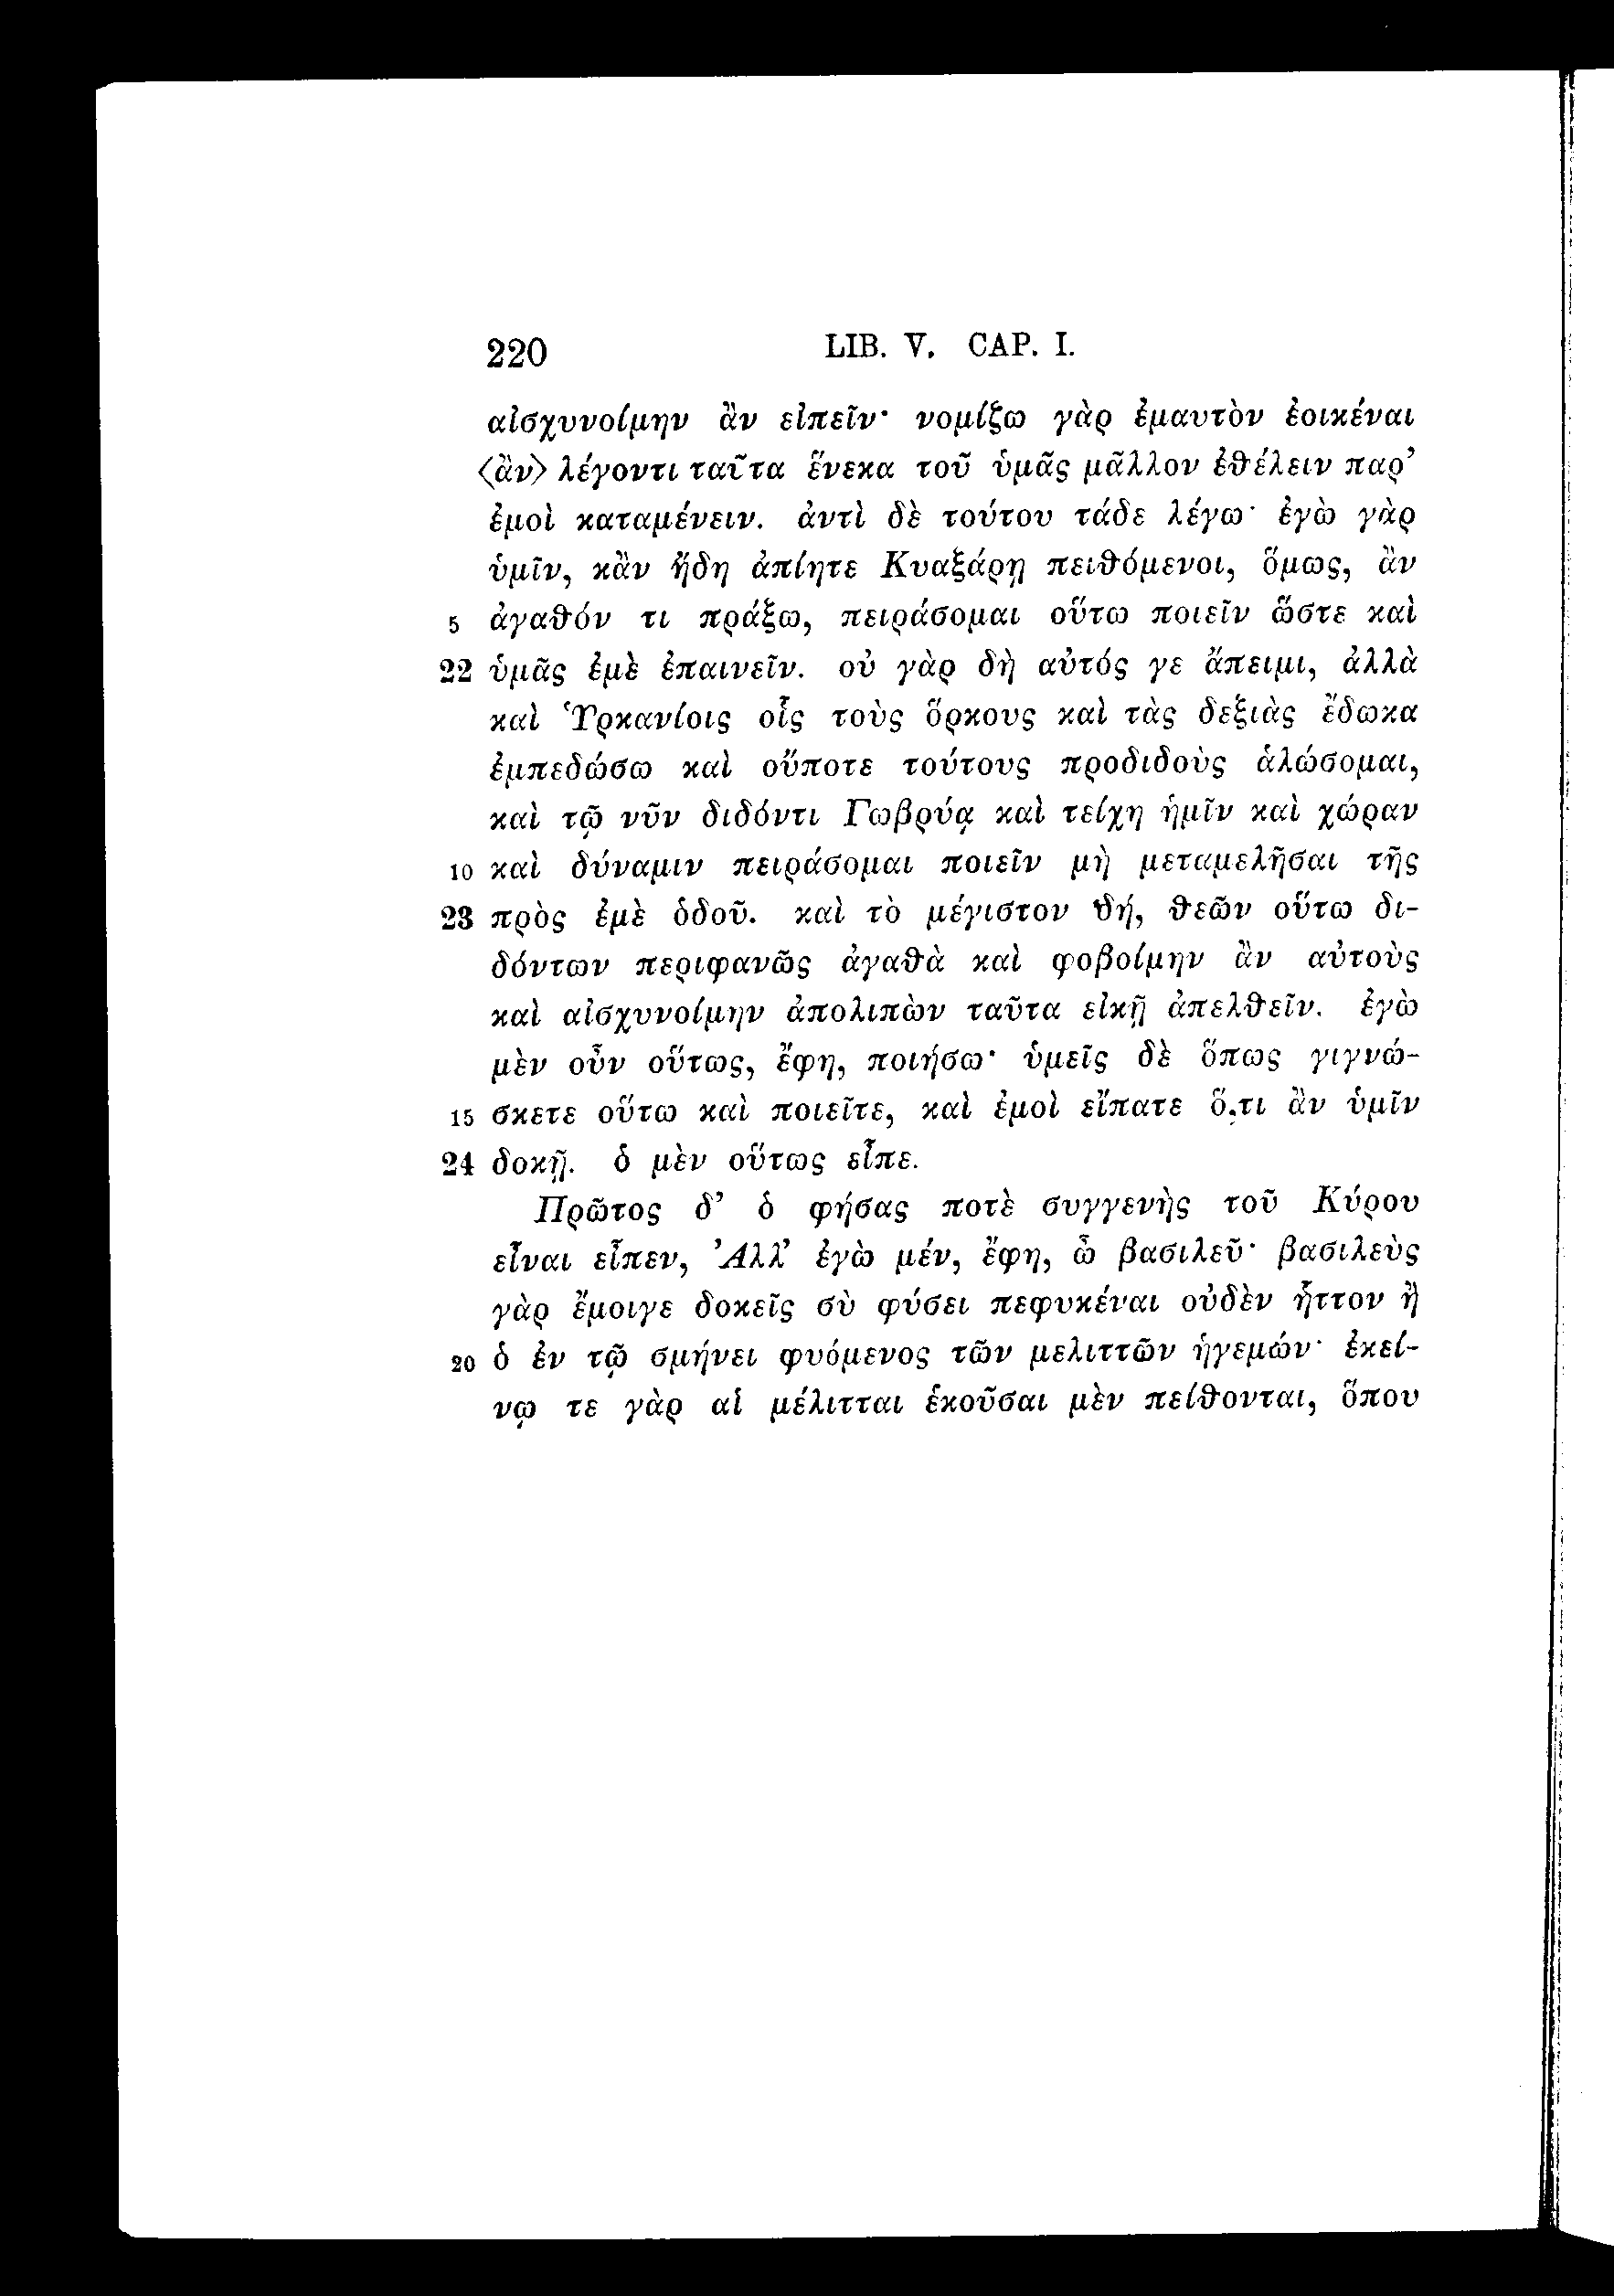 220 LIB. V. CAP. I.
αἰσχυνοίμην ἂν εἰπεῖν· νομίζω γὰρ ἐμαυτὸν ἐοικέναι
⟨ἂν⟩ λέγοντι ταῦτα ἕνεκα τοῦ ὑμᾶς μᾶλλον ἐθέλειν παρ’
ἐμοὶ καταμένειν. ἀντὶ δὲ τούτου τάδε λέγω· ἐγὼ γὰρ
ὑμῖν, κἂν ἤδη ἀπίητε Κυαξάρῃ πειθόμενοι, ὅμως, ἂν
5 ἀγαθόν τι πράξω, πειράσομαι οὕτω ποιεῖν ὥστε καὶ
22 ὑμᾶς ἐμὲ ἐπαινεῖν. οὐ γὰρ δὴ αὐτός γε ἄπειμι, ἀλλὰ
καὶ Ὑρκανίοις οἷς τοὺς ὅρκους καὶ τὰς δεξιὰς ἔδωκα
ἐμπεδώσω καὶ οὔποτε τούτους προδιδοὺς ἁλώσομαι,
καὶ τῷ νῦν διδόντι Γωβρύᾳ καὶ τείχη ἡμῖν καὶ χώραν
10 καὶ δύναμιν πειράσομαι ποιεῖν μὴ μεταμελῆσαι τῆς
23 πρὸς ἐμὲ ὁδοῦ. καὶ τὸ μέγιστον δή, θεῶν οὕτω δι-
δόντων περιφανῶς ἀγαθὰ καὶ φοβοίμην ἂν αὐτοὺς
καὶ αἰσχυνοίμην ἀπολιπὼν ταῦτα εἰκῇ ἀπελθεῖν. ἐγὼ
μὲν οὖν οὕτως, ἔφη, ποιήσω· ὑμεῖς δὲ ὅπως γιγνώ-
15 σκετε οὕτω καὶ ποιεῖτε, καὶ ἐμοὶ εἴπατε ὅ,τι ἂν ὑμῖν
24 δοκῇ. ὁ μὲν οὕτως εἶπε.
Πρῶτος δ’ ὁ φήσας ποτὲ συγγενὴς τοῦ Κύρου
εἶναι εἶπεν, Ἀλλ’ ἐγὼ μέν, ἔφη, ὦ βασιλεῦ· βασιλεὺς
γὰρ ἔμοιγε δοκεῖς σὺ φύσει πεφυκέναι οὐδὲν ἧττον ἢ
20 ὁ ἐν τῷ σμήνει φυόμενος τῶν μελιττῶν ἡγεμών· ἐκεί-
νῳ τε γὰρ αἱ μέλιτται ἑκοῦσαι μὲν πείθονται, ὅπου